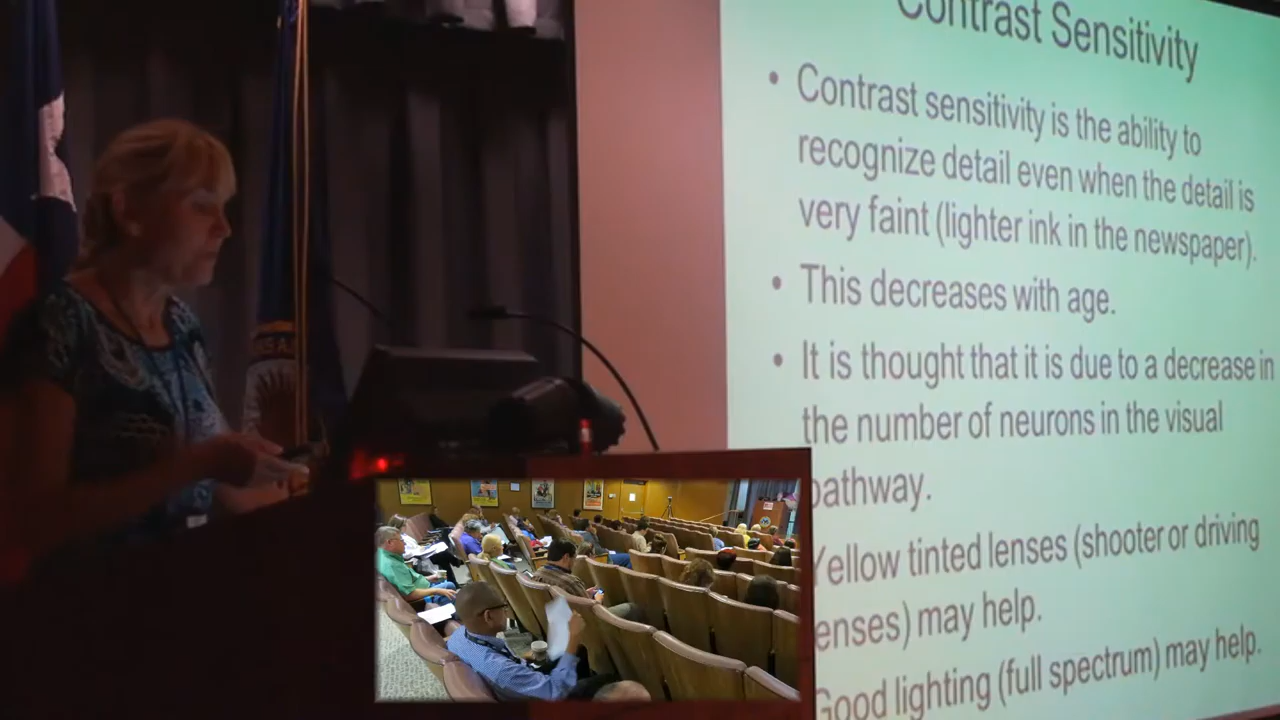 Contrast Sensitivity
• Contrast sensitivity is the ability to
recognize detail even when the detail is
very faint (lighter ink in the newspaper).
• This decreases with age.
• It is thought that it is due to a decrease in
the number of neurons in the visual
pathway.
Yellow tinted lenses (shooter or driving
lenses) may help.
Good lighting (full spectrum) may help.